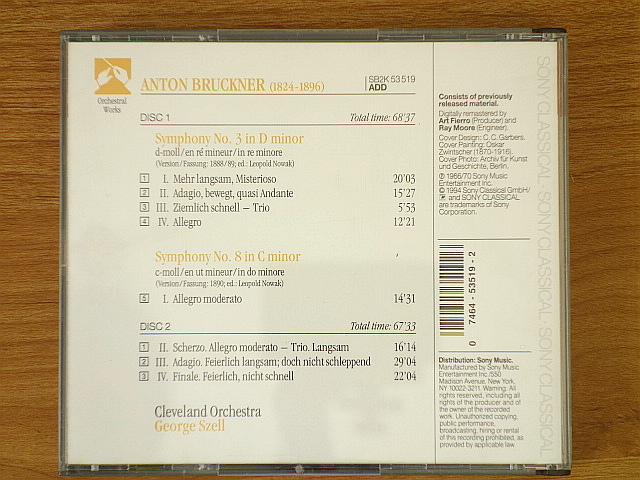 Orchestral
Works
ANTON BRUCKNER (1824-1896)
SB2K 53 519
ADD
DISC 1 Total time: 68'37
Symphony No. 3 in D minor
d-moll/en ré mineur/in re minore
(Version/Fassung: 1888/89; ed.: Leopold Nowak)
1 I. Mehr langsam, Misterioso 20'03
2 II. Adagio, bewegt, quasi Andante 15'27
3 III. Ziemlich schnell – Trio 5'53
4 IV. Allegro 12'21
Symphony No. 8 in C minor
c-moll/en ut mineur/in do minore
(Version/Fassung: 1890; ed.: Leopold Nowak)
5 I. Allegro moderato 14'31
DISC 2 Total time: 67'33
1 II. Scherzo. Allegro moderato – Trio. Langsam 16'14
2 III. Adagio. Feierlich langsam; doch nicht schleppend 29'04
3 IV. Finale. Feierlich, nicht schnell 22'04
Cleveland Orchestra
George Szell
Consists of previously
released material.
Digitally remastered by
Art Fierro (Producer) and
Ray Moore (Engineer).
Cover Design: C.C. Garbers.
Cover Painting: Oskar
Zwintscher (1870-1916).
Cover Photo: Archiv für Kunst
und Geschichte, Berlin.
℗ 1966/70 Sony Music
Entertainment Inc.
© 1994 Sony Classical GmbH/
and SONY CLASSICAL
are trademarks of Sony
Corporation.
0 7464-53519-2
Distribution: Sony Music.
Manufactured by Sony Music
Entertainment Inc./550
Madison Avenue, New York,
NY 10022-3211. Warning: All
rights reserved, including all
rights of the producer and of
the owner of the recorded
work. Unauthorized copying,
public performance,
broadcasting, hiring or rental
of this recording prohibited, as
provided by applicable law
SONY CLASSICAL · SONY CLASSICAL · SONY CLASSICAL